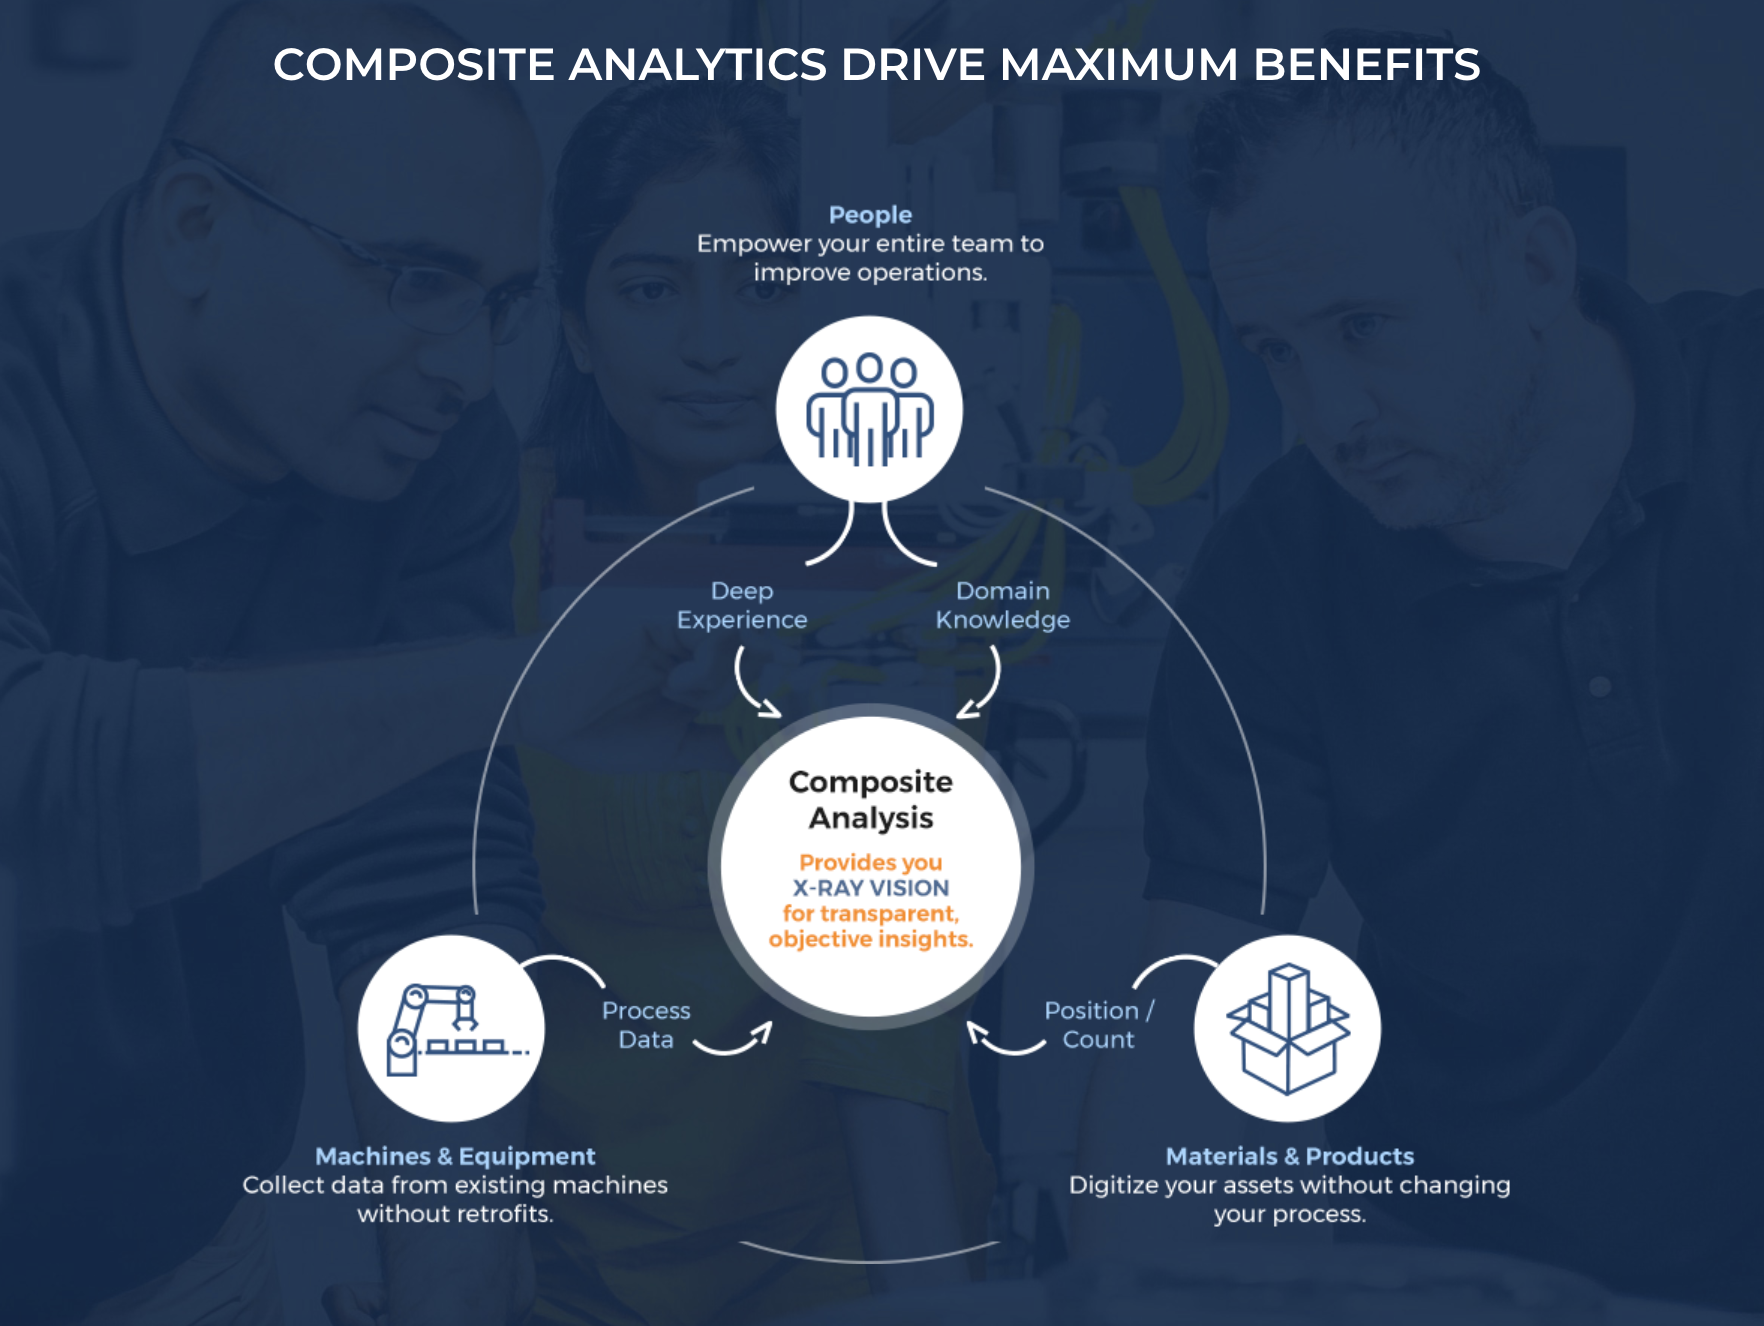 COMPOSITE ANALYTICS DRIVE MAXIMUM BENEFITS
People
Empower your entire team to
improve operations.
Deep
Experience
Domain
Knowledge
Composite
Analysis
Provides you
X-RAY VISION
for transparent,
objective insights.
Process
Data
Position /
Count
Machines & Equipment
Collect data from existing machines
without retrofits.
Materials & Products
Digitize your assets without changing
your process.